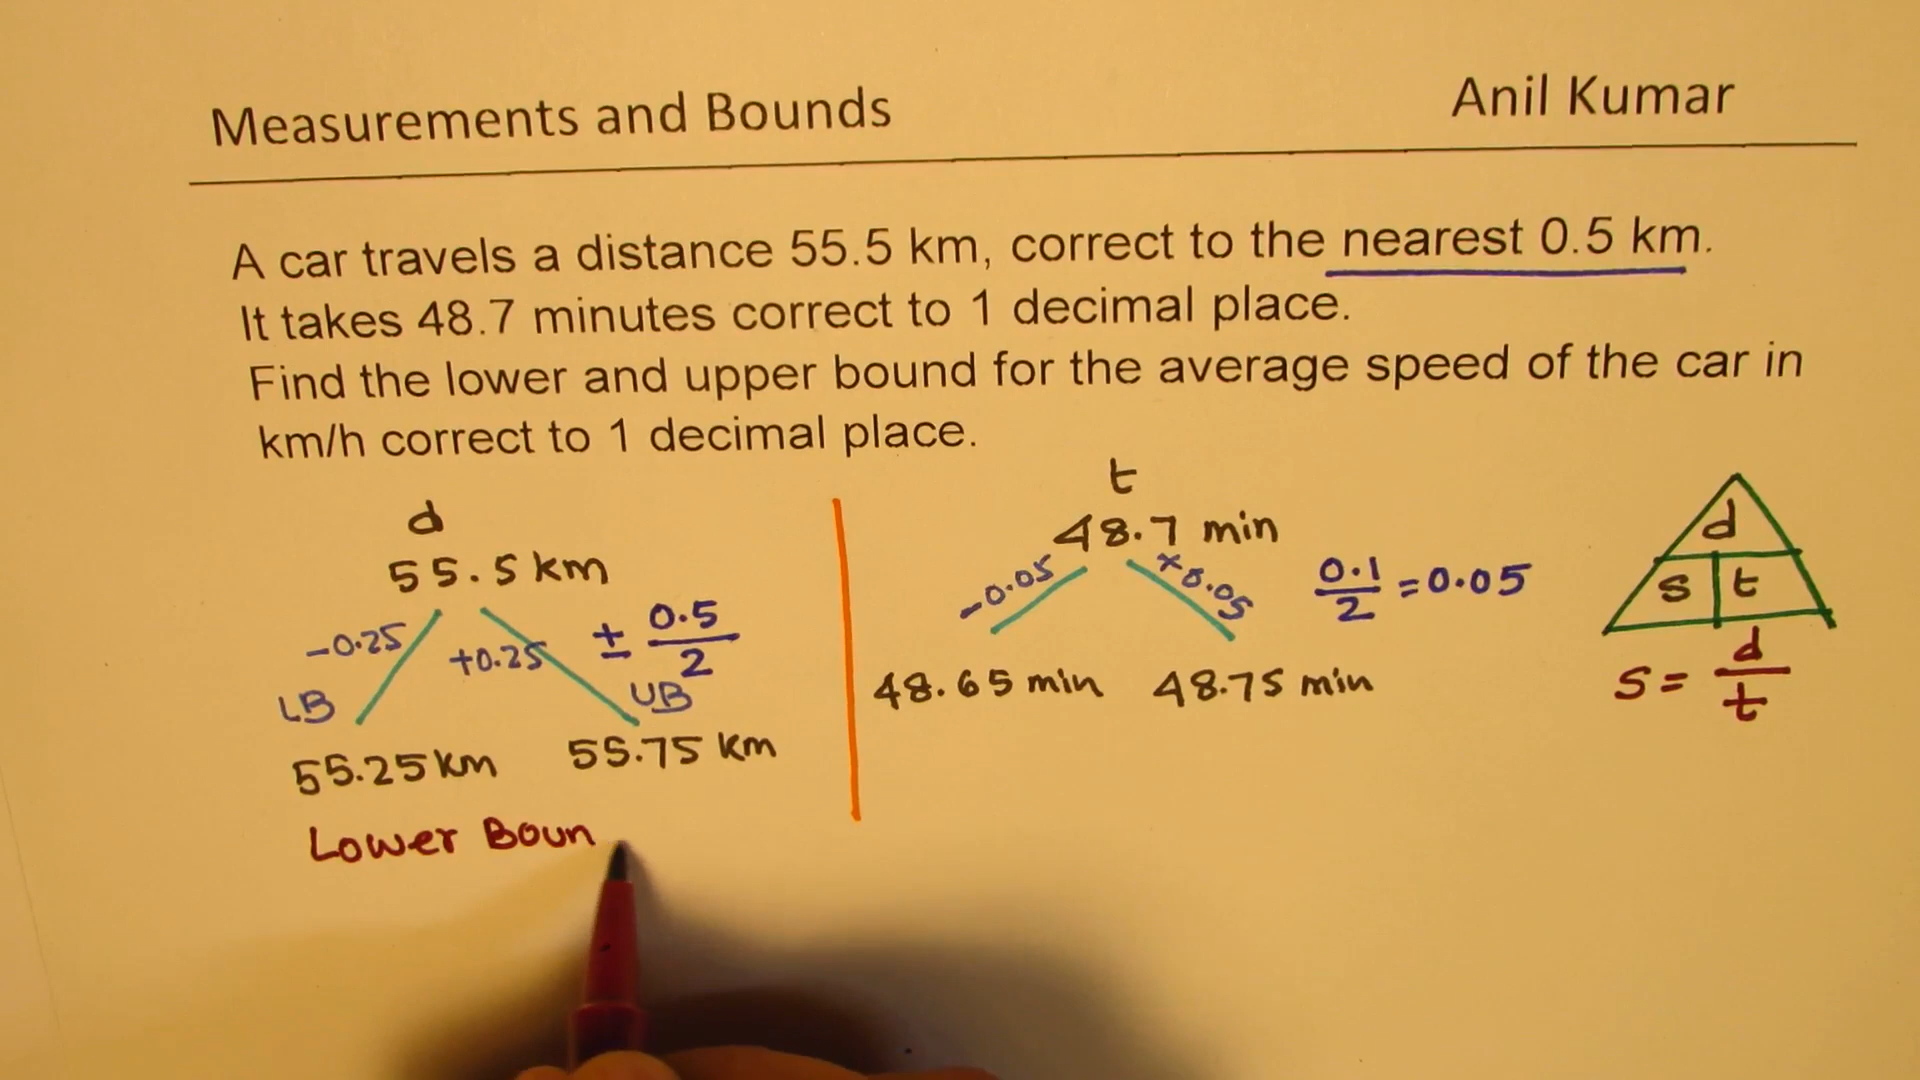 Measurements and Bounds
Anil Kumar
A car travels a distance 55.5 km, correct to the nearest 0.5 km.
It takes 48.7 minutes correct to 1 decimal place.
Find the lower and upper bound for the average speed of the car in
km/h correct to 1 decimal place.
d
55.5 km
-0.25
+0.25
± 0.5/2
LB
UB
55.25 km
55.75 km
Lower Boun
t
48.7 min
-0.05
+0.05
0.1/2 = 0.05
48.65 min
48.75 min
d
s t
s = d/t